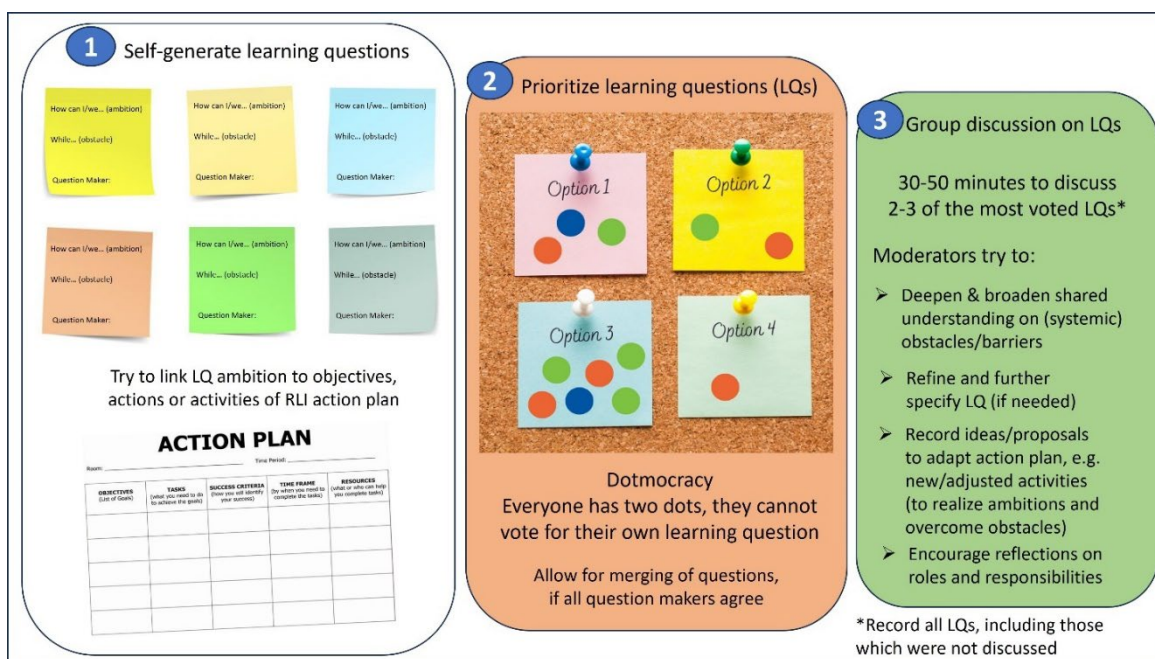 1
Self-generate learning questions
How can I/we... (ambition)
While... (obstacle)
Question Maker:
How can I/we... (ambition)
While... (obstacle)
Question Maker:
How can I/we... (ambition)
While... (obstacle)
Question Maker:
How can I/we... (ambition)
While... (obstacle)
Question Maker:
How can I/we... (ambition)
While... (obstacle)
Question Maker:
How can I/we... (ambition)
While... (obstacle)
Question Maker:
Try to link LQ ambition to objectives,
actions or activities of RLI action plan
ACTION PLAN
Time Period:
OBJECTIVES
(List of Goals)
TASKS
(what you need to do
to achieve the goals)
SUCCESS CRITERIA
(how you will identify
your success)
TIME FRAME
(by when you need to
complete the tasks)
RESOURCES
(what or who can help
you complete tasks)
2
Prioritize learning questions (LQs)
Option 1
Option 2
Option 3
Option 4
Dotmocracy
Everyone has two dots, they cannot
vote for their own learning question
Allow for merging of questions,
if all question makers agree
3
Group discussion on LQs
30-50 minutes to discuss
2-3 of the most voted LQs*
Moderators try to:
➢ Deepen & broaden shared
understanding on (systemic)
obstacles/barriers
➢ Refine and further
specify LQ (if needed)
➢ Record ideas/proposals
to adapt action plan, e.g.
new/adjusted activities
(to realize ambitions and
overcome obstacles)
➢ Encourage reflections on
roles and responsibilities
*Record all LQs, including those
which were not discussed